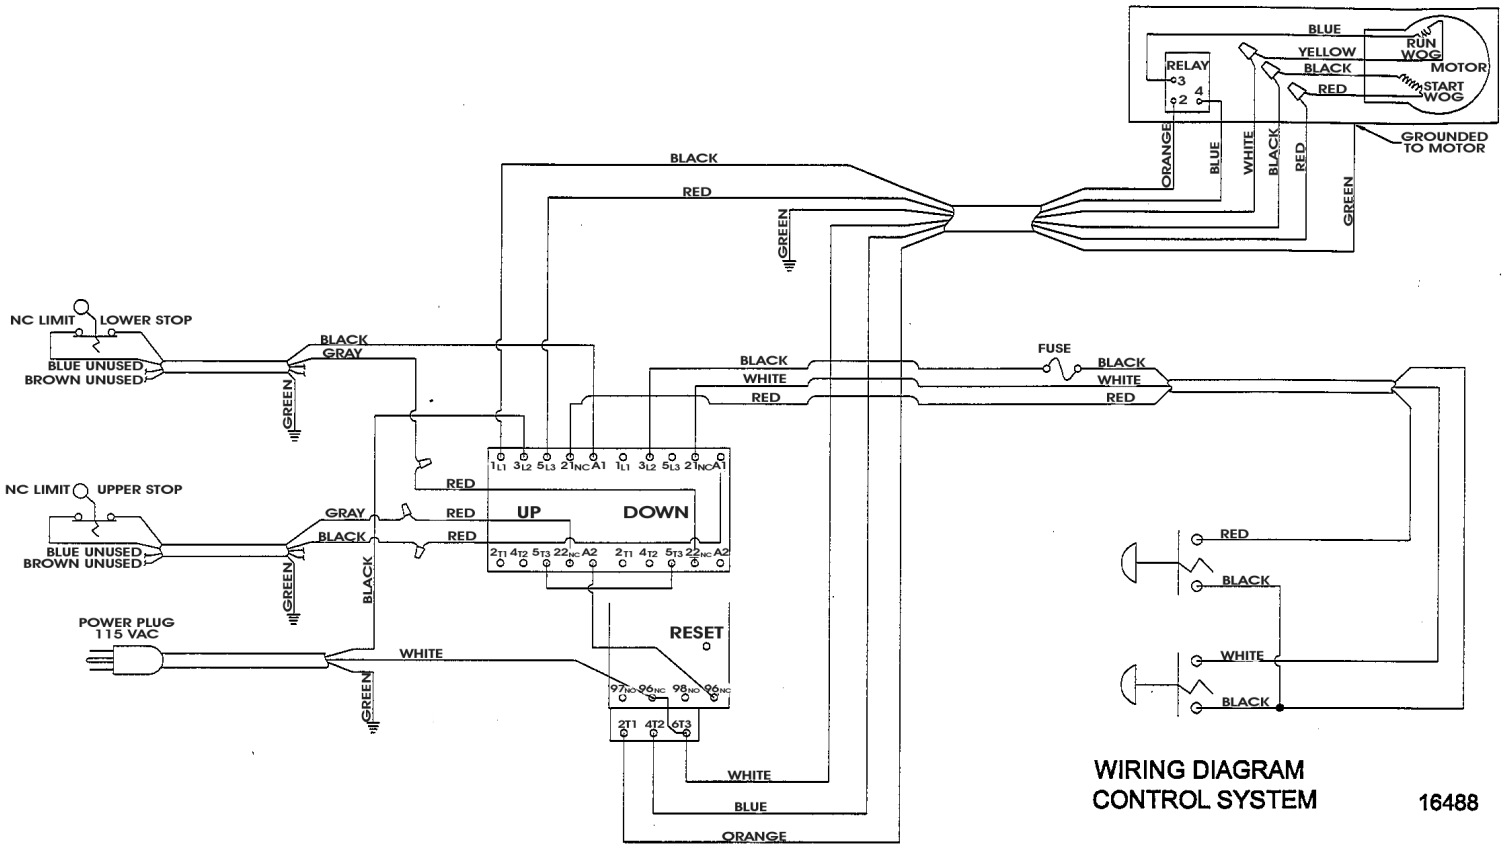 BLUE
RUN
WOG
YELLOW
RELAY
BLACK
MOTOR
3
START
WOG
RED
4
2
GROUNDED
TO MOTOR
ORANGE
BLUE
WHITE
BLACK
RED
GREEN
BLACK
RED
GREEN
NC LIMIT LOWER STOP
BLACK
GRAY
BLUE UNUSED
BROWN UNUSED
GREEN
FUSE
BLACK
BLACK
WHITE
WHITE
RED
RED
1L1 3L2 5L3 21NC A1 1L1 3L2 5L3 21NC A1
RED
NC LIMIT UPPER STOP
GRAY
RED
UP
DOWN
BLACK
RED
BLUE UNUSED
BROWN UNUSED
GREEN
BLACK
2T1 4T2 5T3 22NC A2 2T1 4T2 5T3 22NC A2
RED
BLACK
POWER PLUG
115 VAC
WHITE
GREEN
RESET
97NO 96NC 98NO 96NC
2T1 4T2 6T3
WHITE
BLACK
WHITE
BLUE
ORANGE
WIRING DIAGRAM
CONTROL SYSTEM
16488